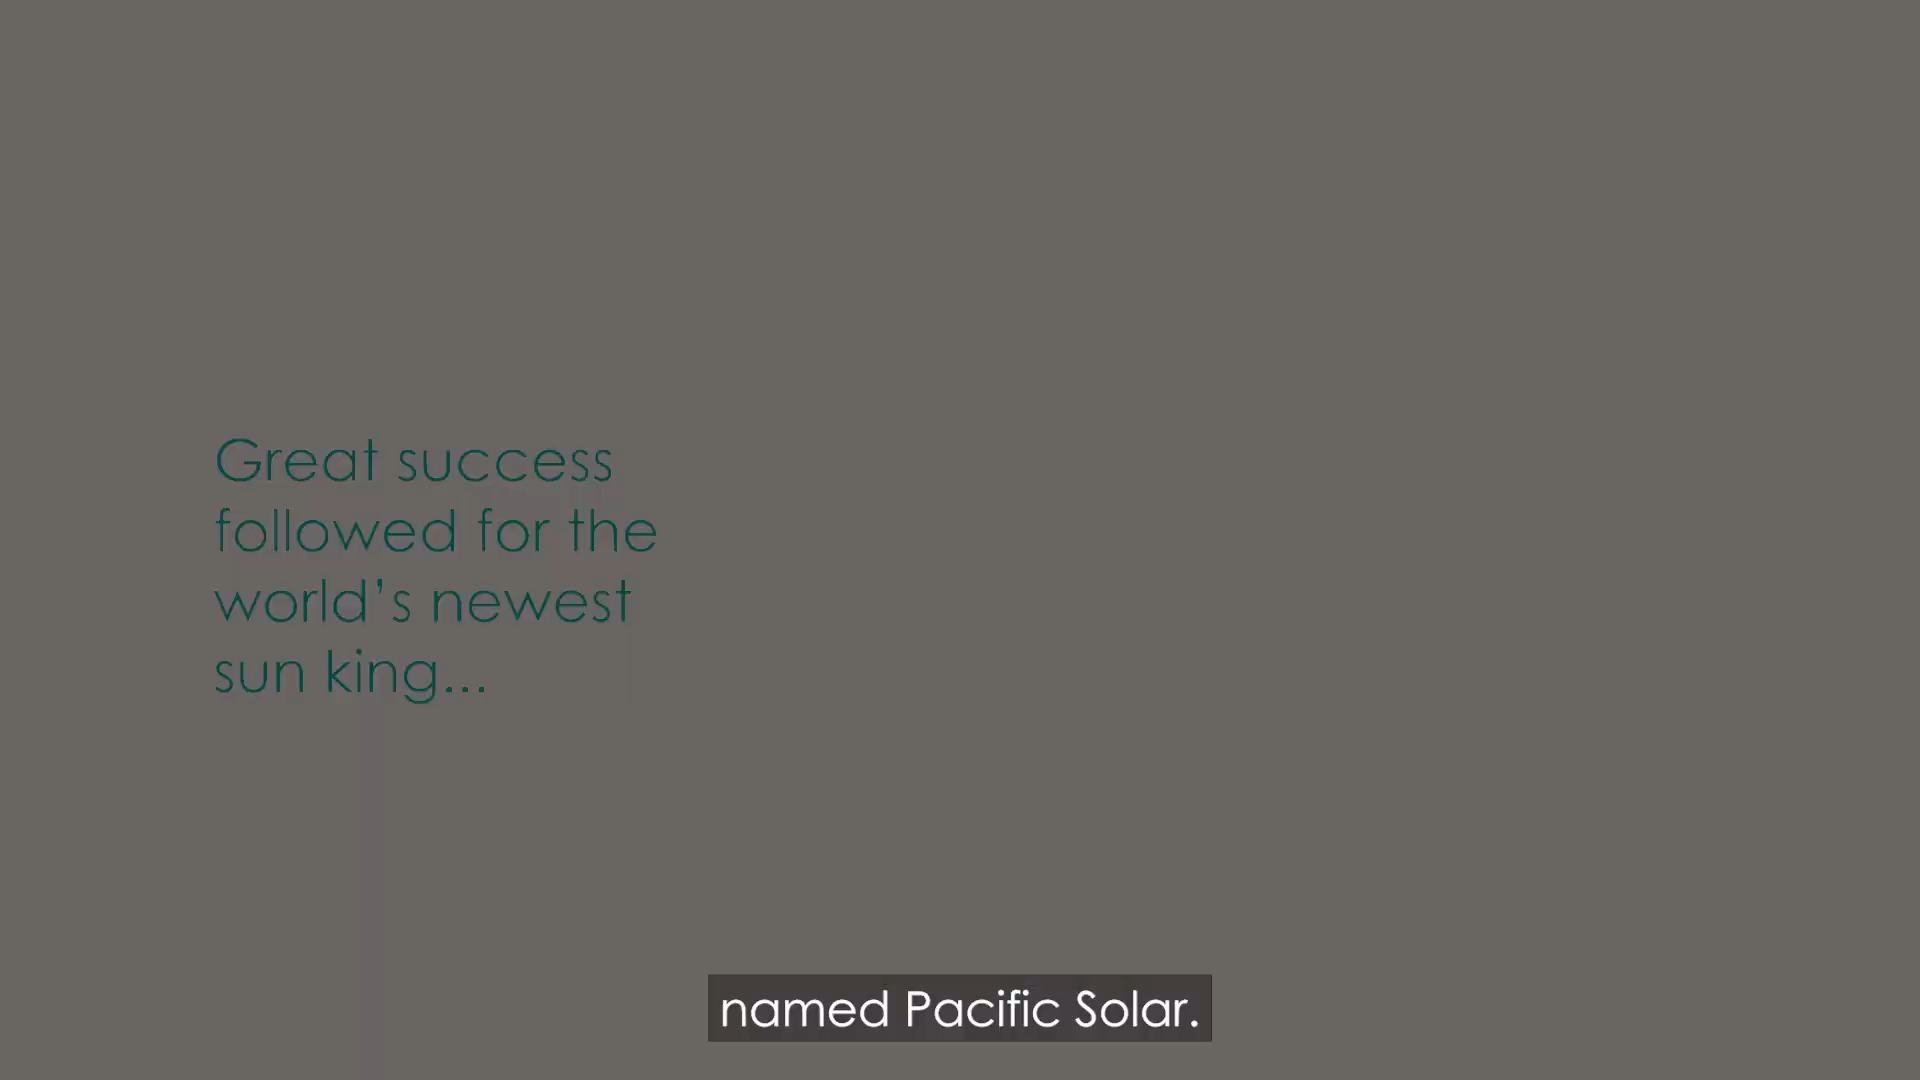 Great success
followed for the
world’s newest
sun king...
named Pacific Solar.